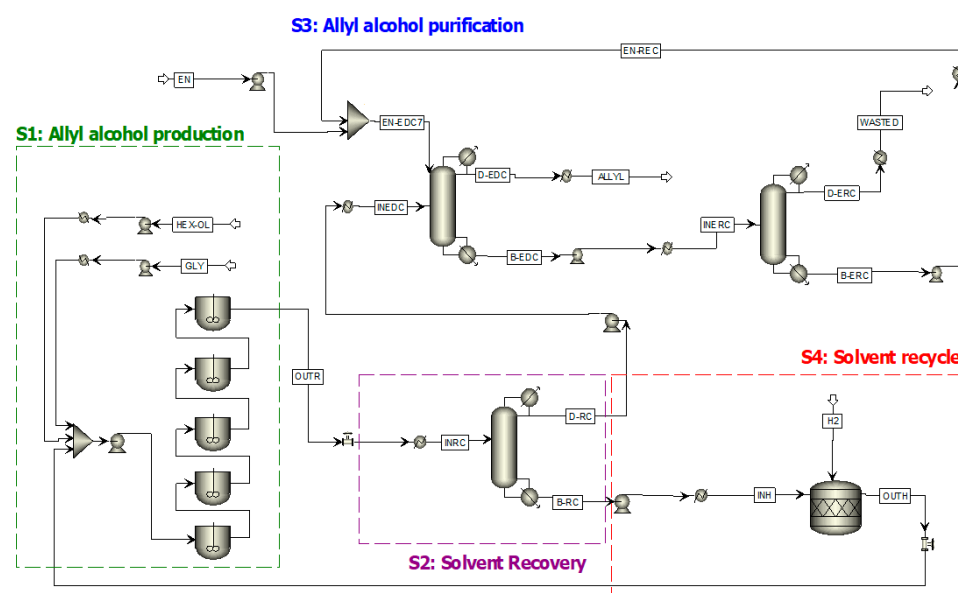 S3: Allyl alcohol purification
EN-REC
EN
EN-EDC7
S1: Allyl alcohol production
WASTED
D-EDC
ALLYL
D-ERC
INEDC
HEX-OL
INERC
B-EDC
GLY
B-ERC
S4: Solvent recycle
OUTR
D-RC
H2
INRC
B-RC
INH
OUTH
S2: Solvent Recovery